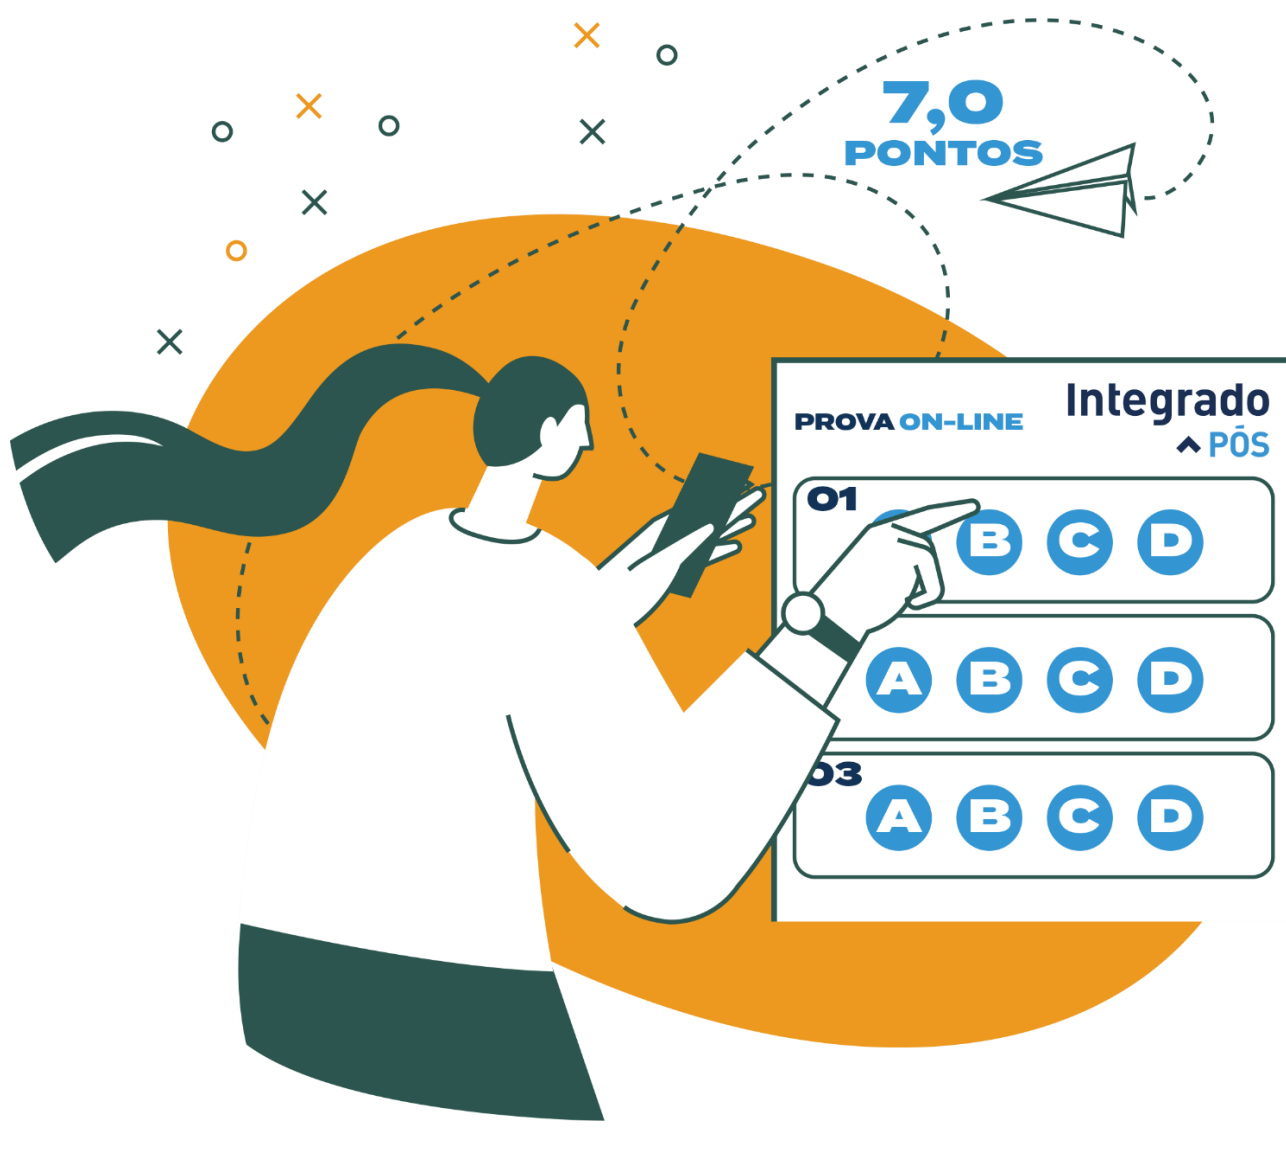 7,0
PONTOS
PROVA ON-LINE
Integrado
PÓS
01
B C D
A B C D
03
A B C D